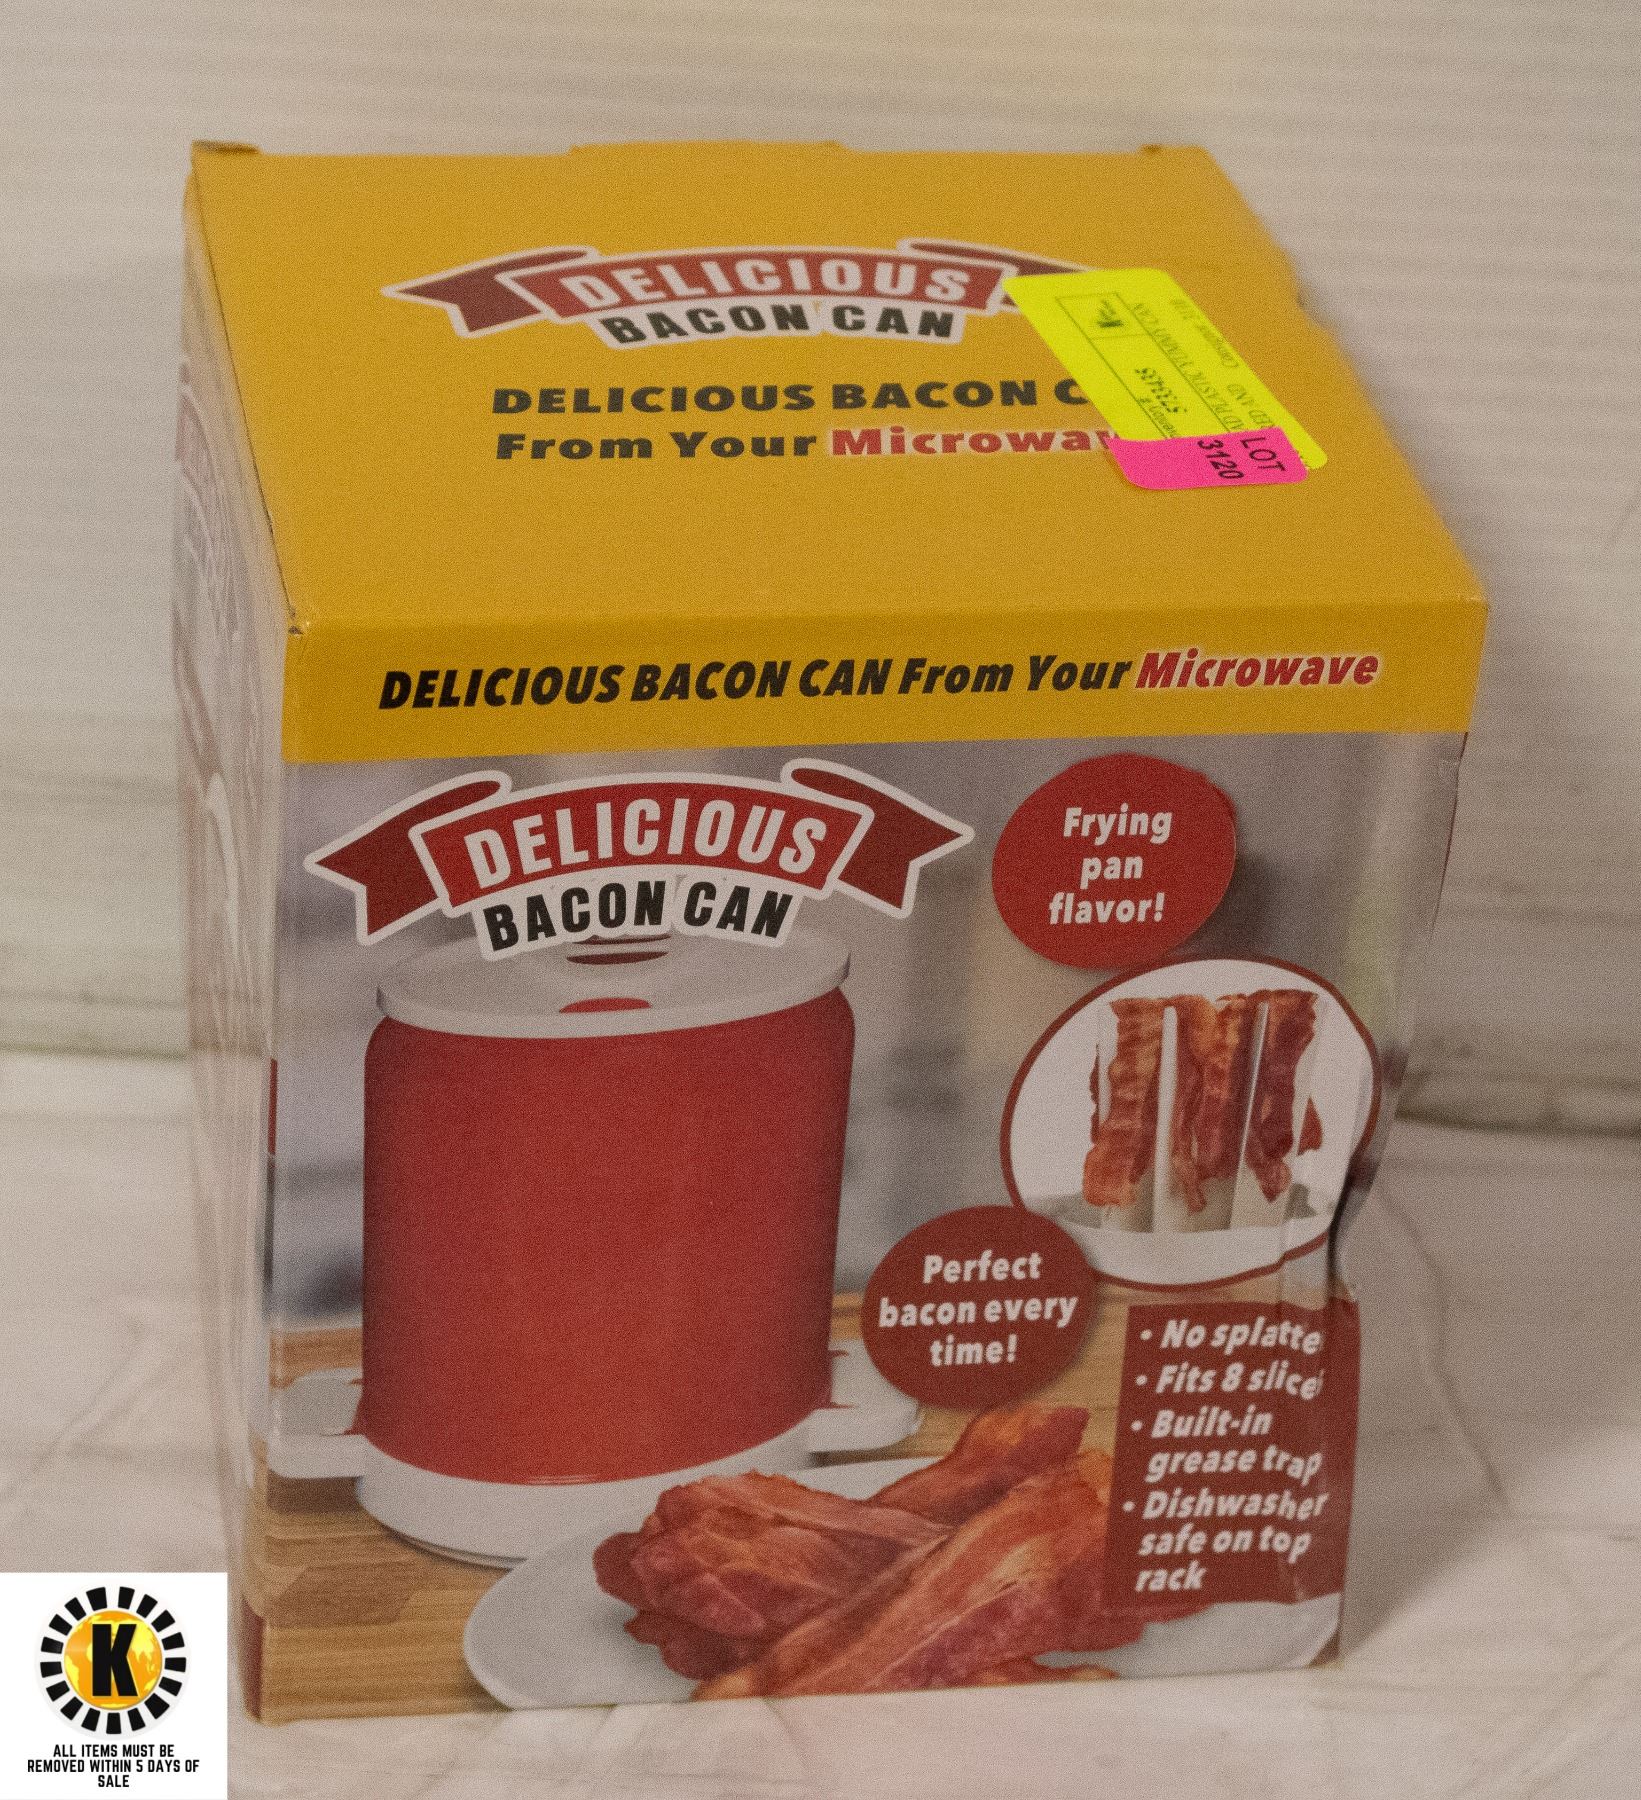 DELICIOUS
BACON CAN
DELICIOUS BACON C
From Your Microwav
LOT
3120
DELICIOUS BACON CAN From Your Microwave
DELICIOUS
BACON CAN
Frying
pan
flavor!
Perfect
bacon every
time!
• No splatte
• Fits 8 slice
• Built-in
grease trap
• Dishwasher
safe on top
rack
K
ALL ITEMS MUST BE
REMOVED WITHIN 5 DAYS OF
SALE